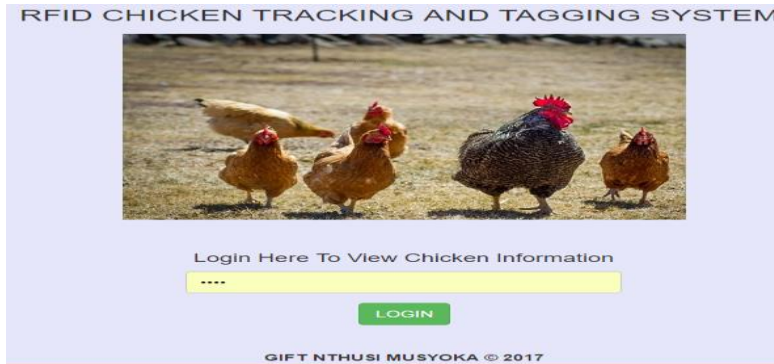 RFID CHICKEN TRACKING AND TAGGING SYSTEM
Login Here To View Chicken Information
••••
LOGIN
GIFT NTHUSI MUSYOKA © 2017